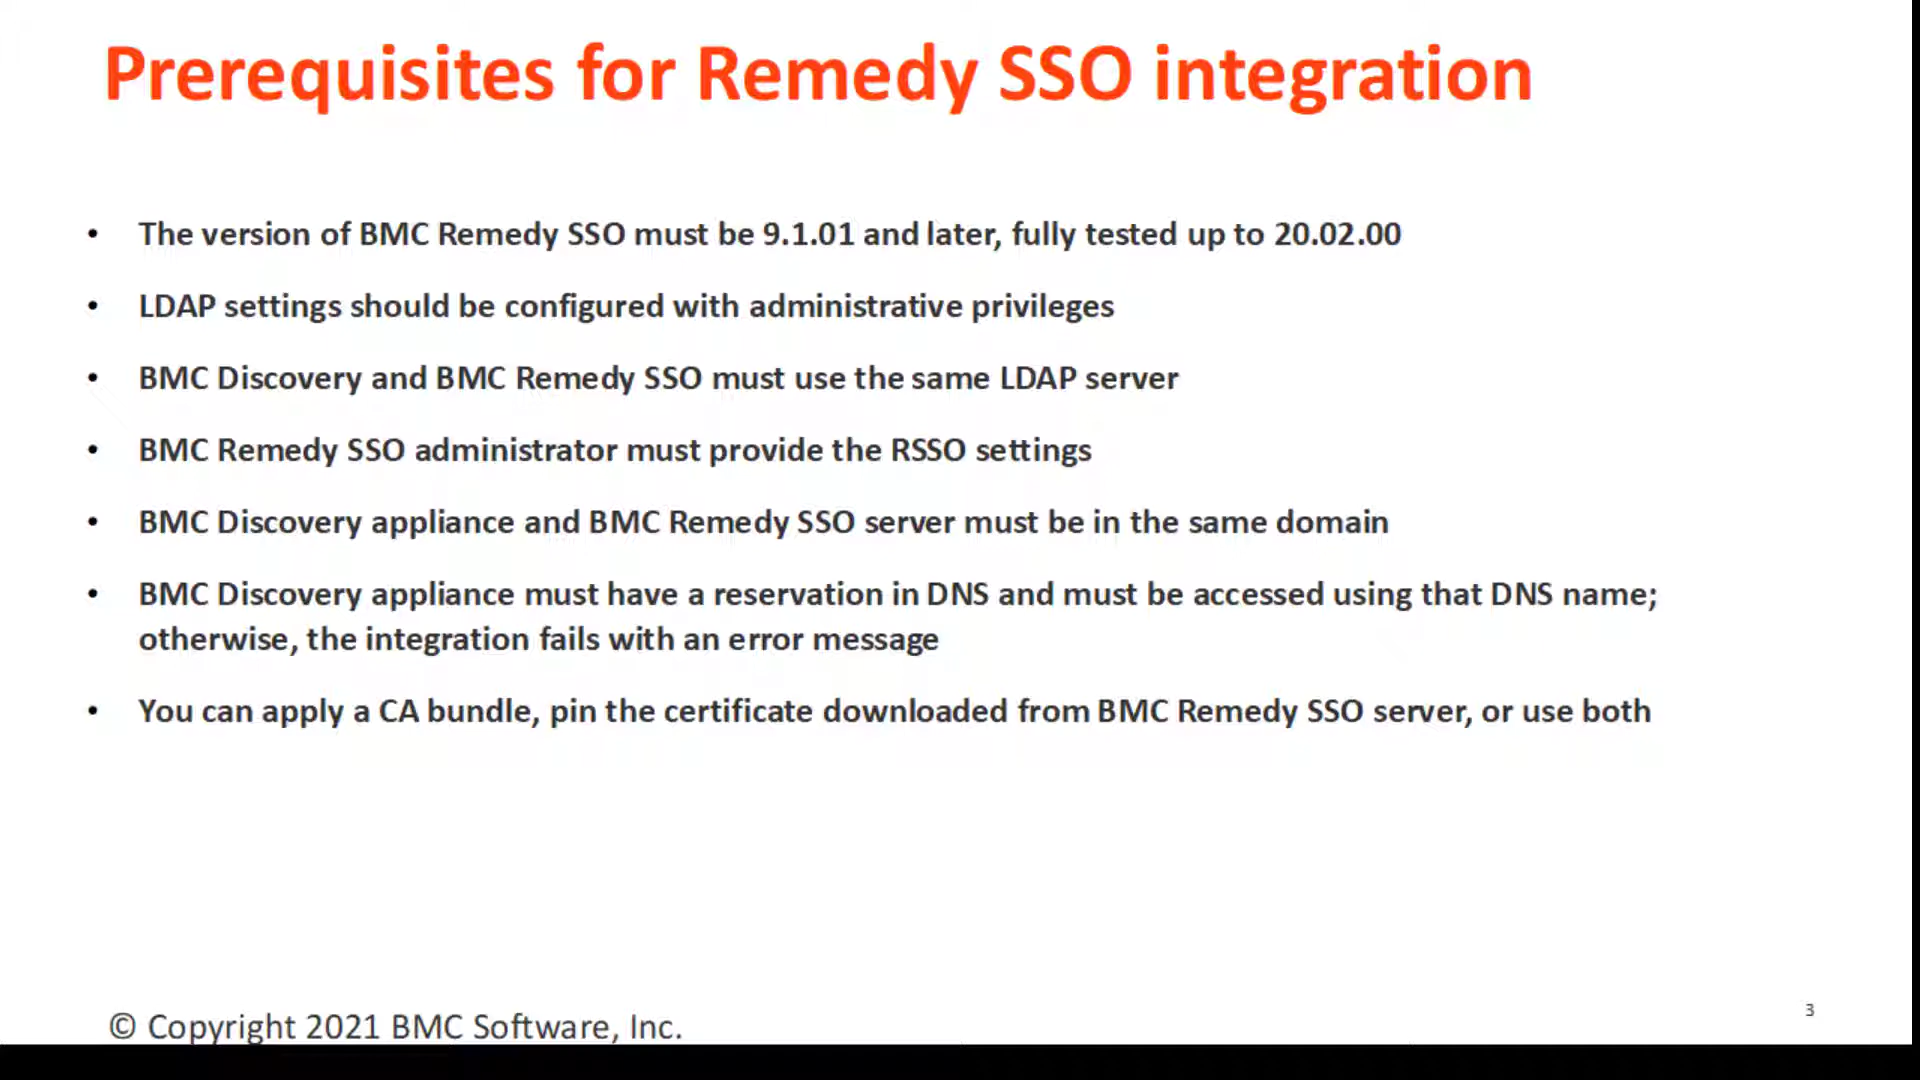 Prerequisites for Remedy SSO integration
• The version of BMC Remedy SSO must be 9.1.01 and later, fully tested up to 20.02.00
• LDAP settings should be configured with administrative privileges
• BMC Discovery and BMC Remedy SSO must use the same LDAP server
• BMC Remedy SSO administrator must provide the RSSO settings
• BMC Discovery appliance and BMC Remedy SSO server must be in the same domain
• BMC Discovery appliance must have a reservation in DNS and must be accessed using that DNS name;
otherwise, the integration fails with an error message
• You can apply a CA bundle, pin the certificate downloaded from BMC Remedy SSO server, or use both
3
© Copyright 2021 BMC Software, Inc.